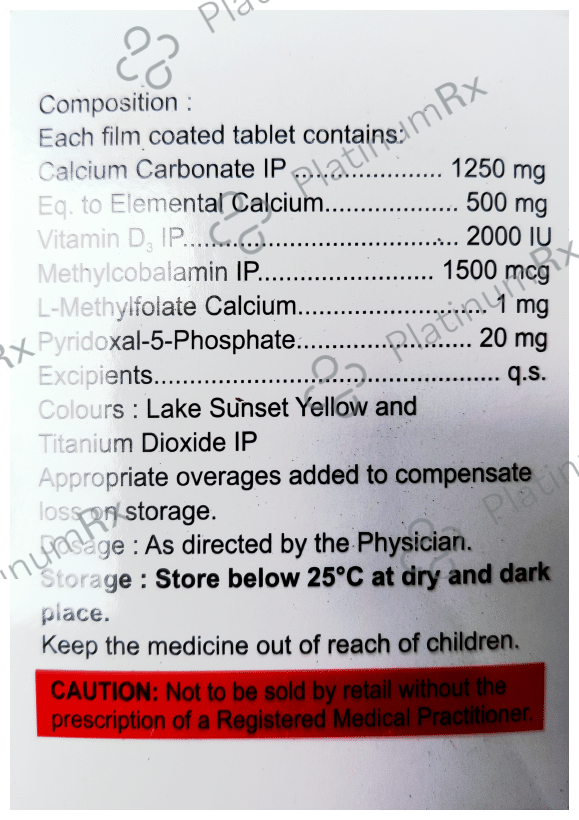 PlatinumRx
Composition :
Each film coated tablet contains:
Calcium Carbonate IP ...................... 1250 mg
Eq. to Elemental Calcium.................... 500 mg
Vitamin D3 IP......................................... 2000 IU
Methylcobalamin IP.......................... 1500 mcg
L-Methylfolate Calcium............................ 1 mg
Pyridoxal-5-Phosphate.......................... 20 mg
Excipients.................................................... q.s.
Colours : Lake Sunset Yellow and
Titanium Dioxide IP
Appropriate overages added to compensate
loss on storage.
Dosage : As directed by the Physician.
Storage : Store below 25°C at dry and dark
place.
Keep the medicine out of reach of children.
CAUTION: Not to be sold by retail without the
prescription of a Registered Medical Practitioner.